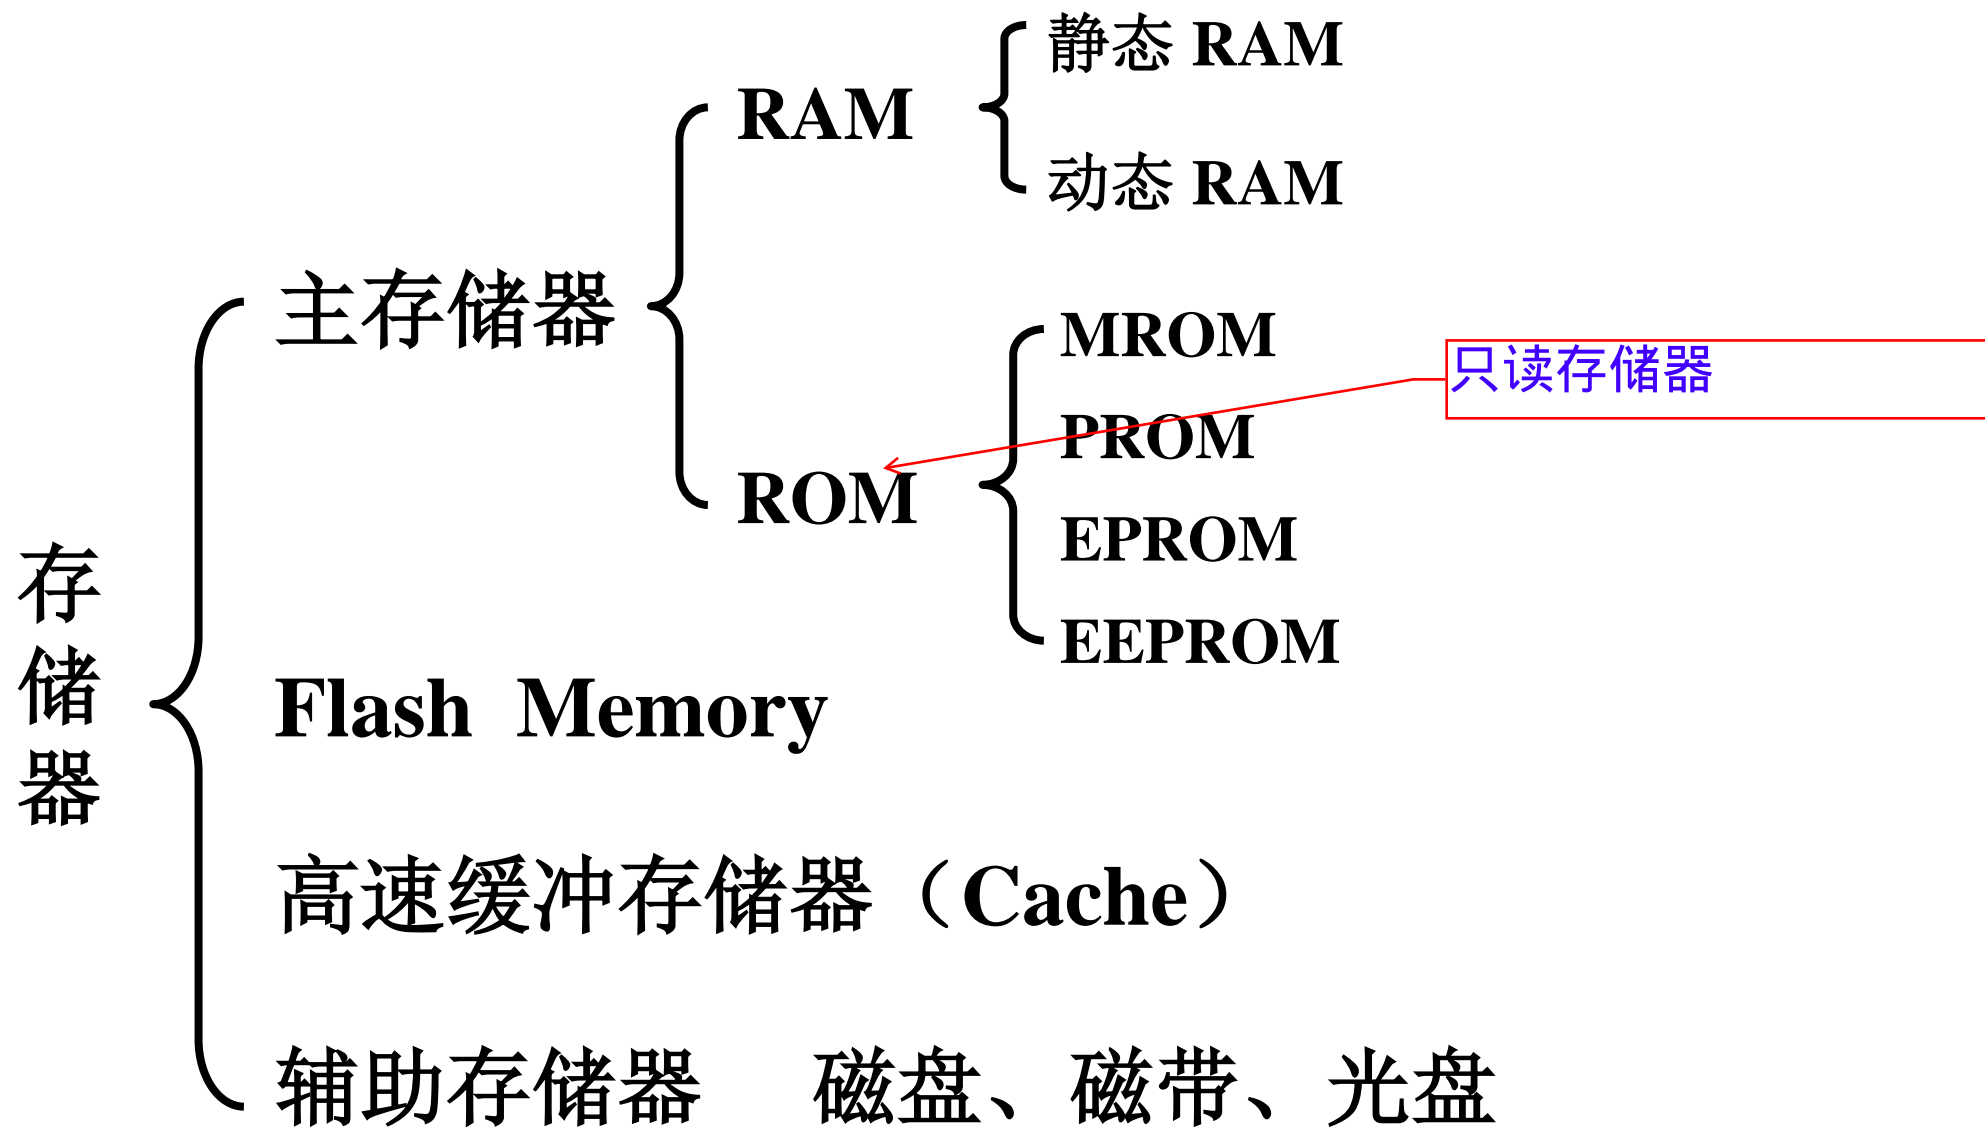 静态 RAM
RAM
动态 RAM
主存储器
MROM
只读存储器
PROM
ROM
EPROM
EEPROM
存储器
Flash Memory
高速缓冲存储器（Cache）
辅助存储器 磁盘、磁带、光盘